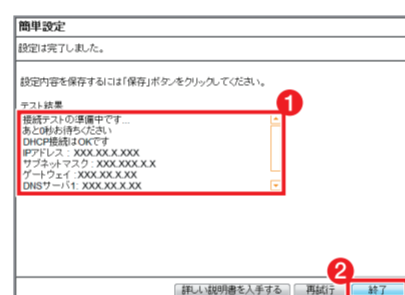 簡単設定
設定は完了しました。
設定内容を保存するには「保存」ボタンをクリックしてください。
テスト結果
1
接続テストの準備中です...
あと0秒お待ちください
DHCP接続はOKです
IPアドレス : XXX.XX.X.XXX
サブネットマスク : XXX.XXX.X.X
ゲートウェイ : XXX.XX.X.XX
DNSサーバ1: XXX.XX.X.XX
2
詳しい説明書を入手する 再試行 終了